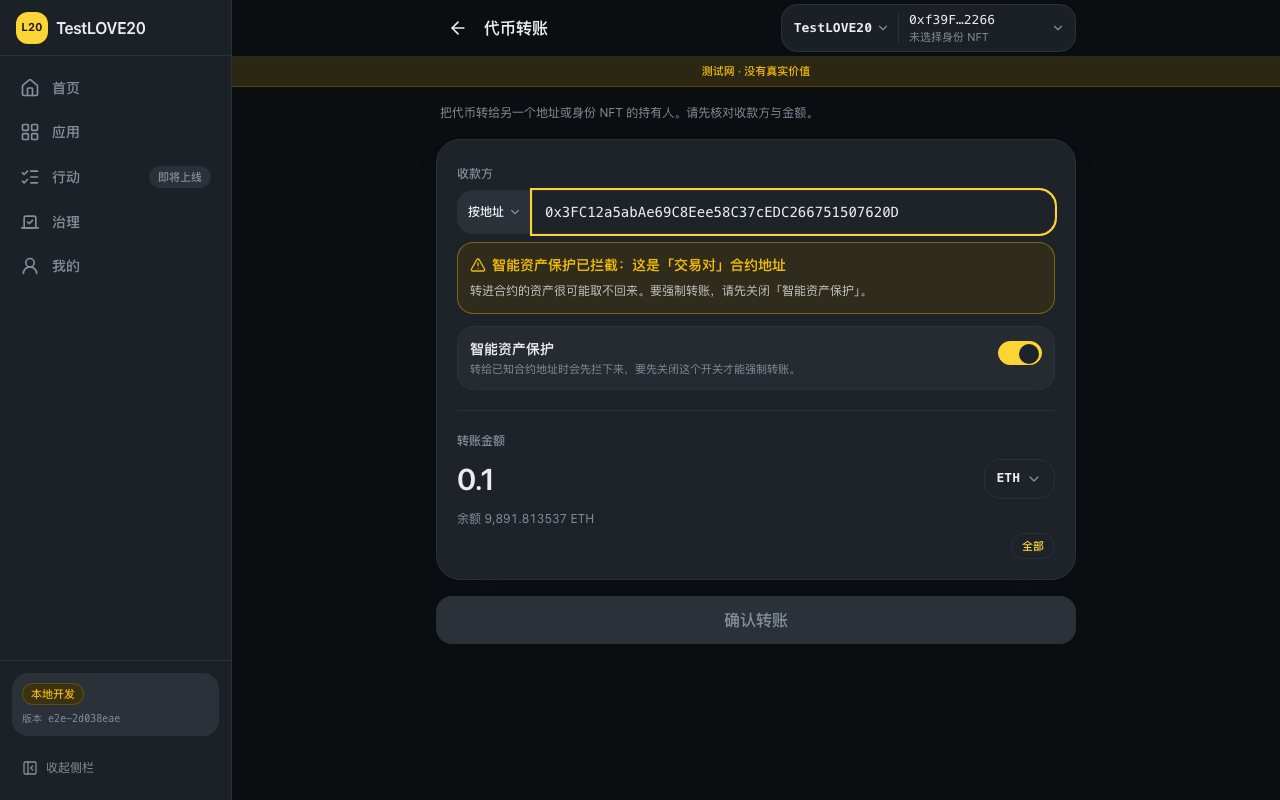 L20 TestLOVE20
首页
应用
行动 即将上线
治理
我的
本地开发
版本 e2e-2d038eae
收起侧栏
代币转账
TestLOVE20
0xf39F…2266
未选择身份 NFT
测试网 · 没有真实价值
把代币转给另一个地址或身份 NFT 的持有人。请先核对收款方与金额。
收款方
按地址 0x3FC12a5abAe69C8Eee58C37cEDC266751507620D
智能资产保护已拦截：这是「交易对」合约地址
转进合约的资产很可能取不回来。要强制转账，请先关闭「智能资产保护」。
智能资产保护
转给已知合约地址时会先拦下来，要先关闭这个开关才能强制转账。
转账金额
0.1 ETH
余额 9,891.813537 ETH
全部
确认转账